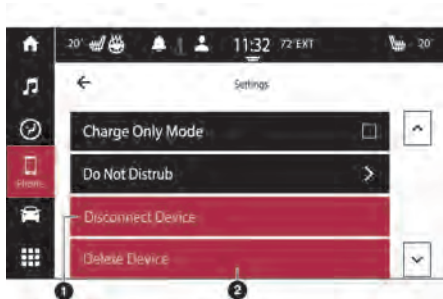 20° 11:32 72°EXT 20°
Settings
Charge Only Mode
Do Not Distrub
Phone
Disconnect Device
Delete Device
1 2